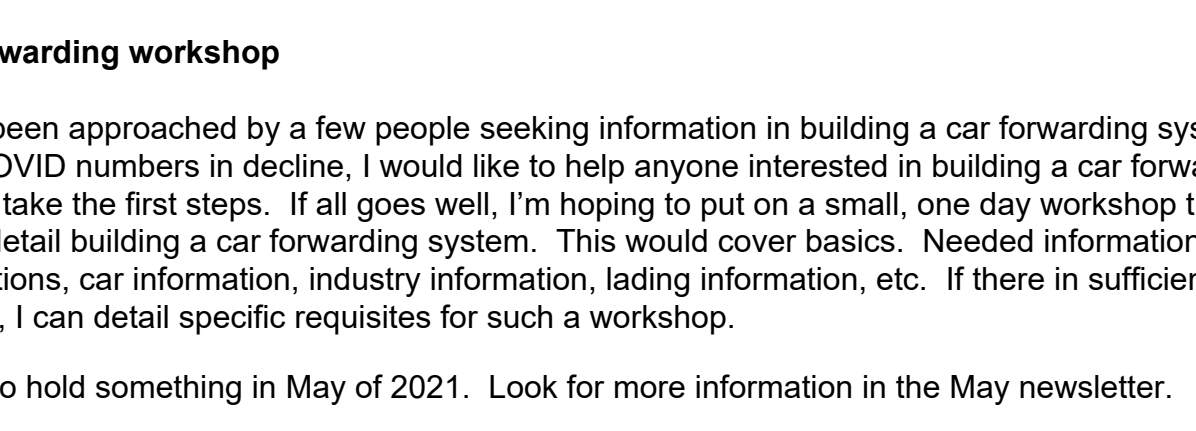 warding workshop
been approached by a few people seeking information in building a car forwarding sys
OVID numbers in decline, I would like to help anyone interested in building a car forwa
take the first steps.  If all goes well, I’m hoping to put on a small, one day workshop t
detail building a car forwarding system.  This would cover basics.  Needed information
tions, car information, industry information, lading information, etc.  If there in sufficien
, I can detail specific requisites for such a workshop.
o hold something in May of 2021.  Look for more information in the May newsletter.